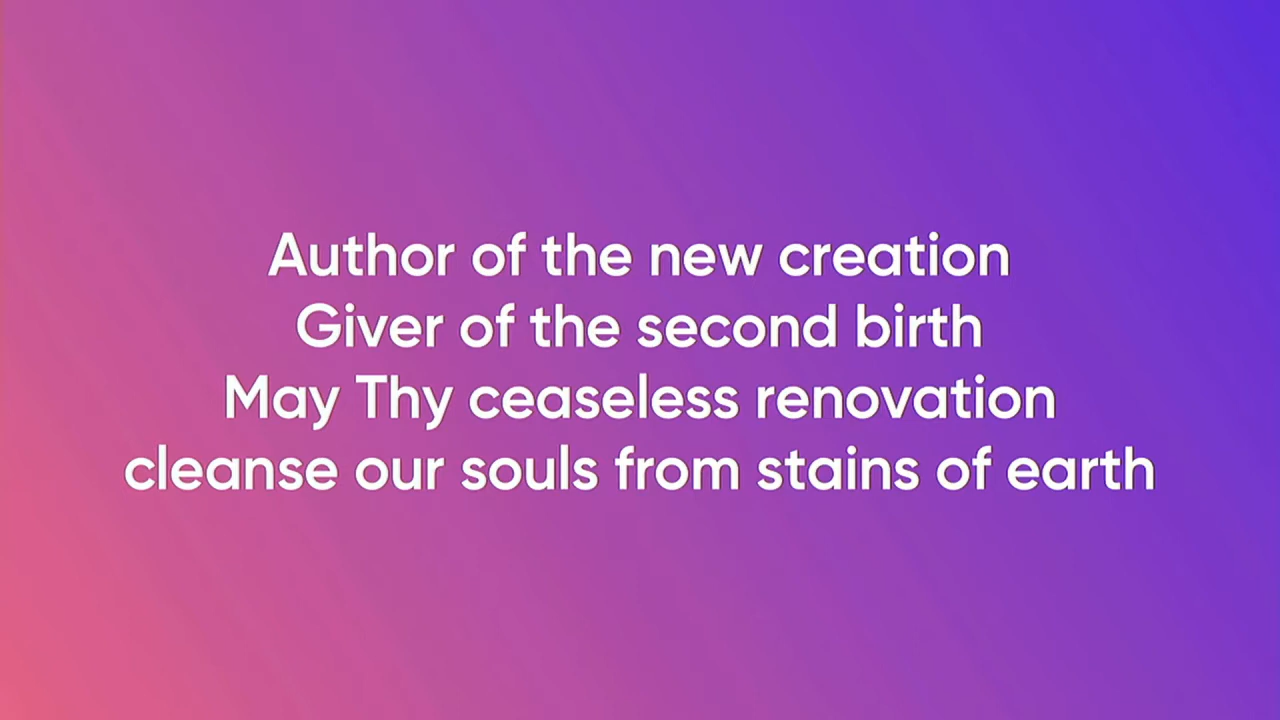 Author of the new creation
Giver of the second birth
May Thy ceaseless renovation
cleanse our souls from stains of earth